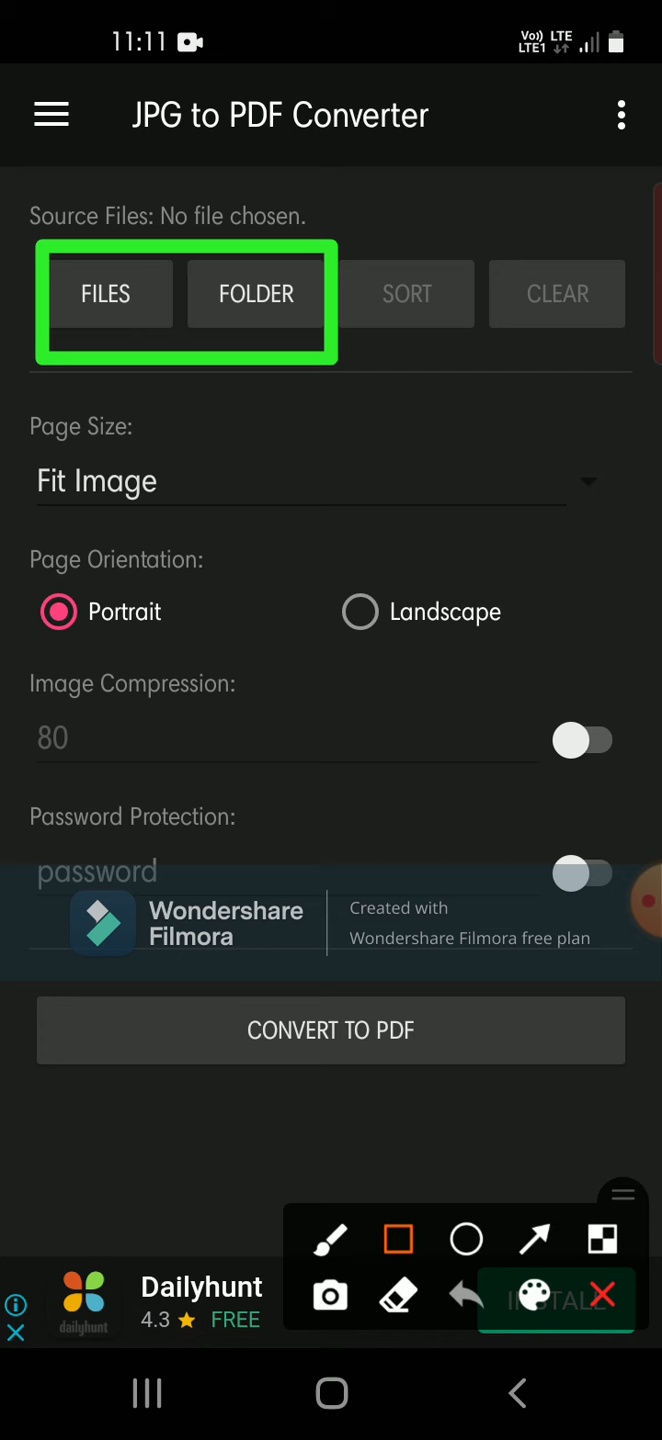 11:11
Vo)) LTE
LTE1
JPG to PDF Converter
Source Files: No file chosen.
FILES FOLDER SORT CLEAR
Page Size:
Fit Image
Page Orientation:
Portrait Landscape
Image Compression:
80
Password Protection:
password
Wondershare
Filmora
Created with
Wondershare Filmora free plan
CONVERT TO PDF
Dailyhunt
4.3 FREE
dailyhunt
INSTALL